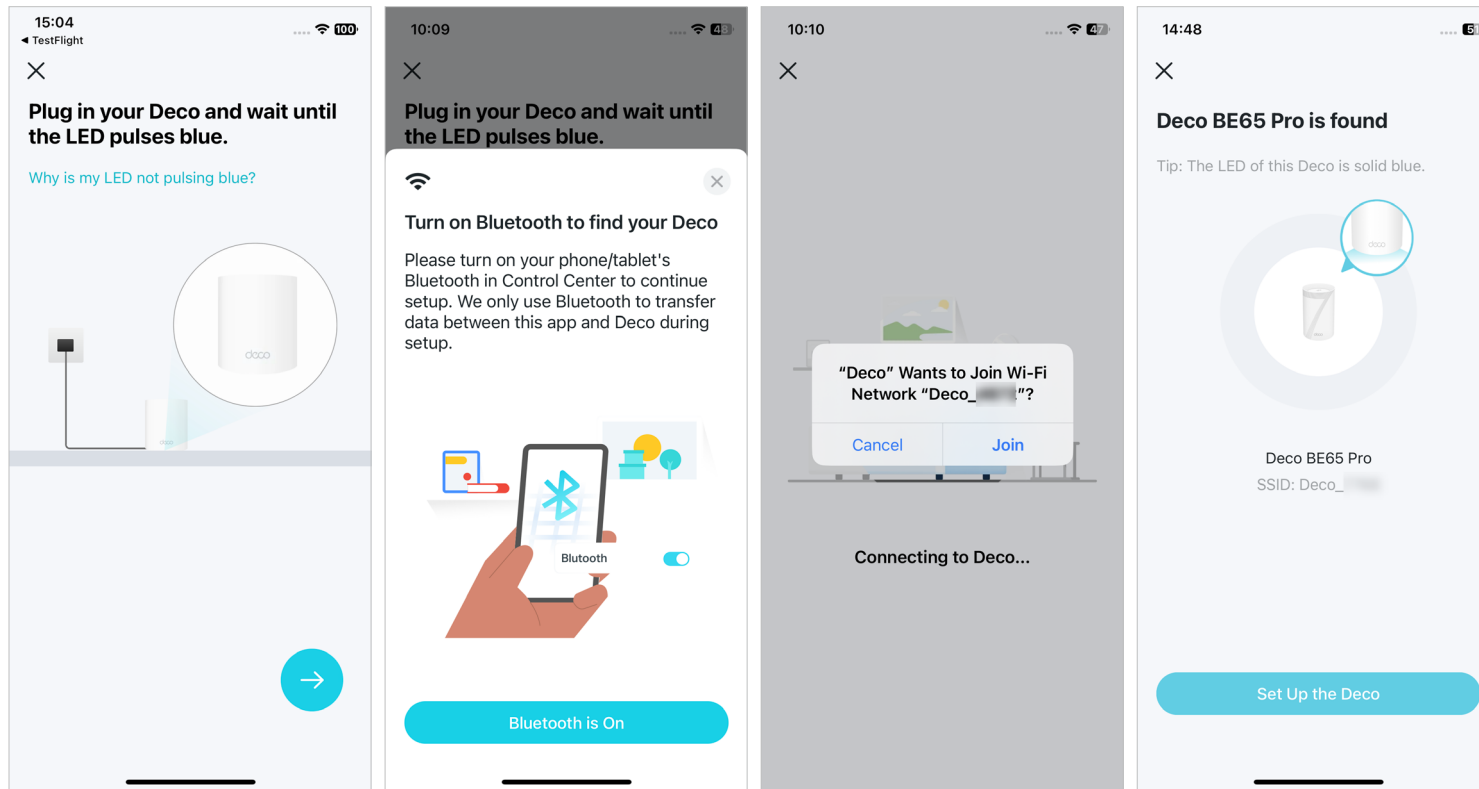 15:04
100
◀ TestFlight
Plug in your Deco and wait until
the LED pulses blue.
Why is my LED not pulsing blue?
deco
deco
10:09
48
Plug in your Deco and wait until
the LED pulses blue.
Turn on Bluetooth to find your Deco
Please turn on your phone/tablet's
Bluetooth in Control Center to continue
setup. We only use Bluetooth to transfer
data between this app and Deco during
setup.
Blutooth
Bluetooth is On
10:10
47
“Deco” Wants to Join Wi-Fi
Network “Deco_ ”?
Cancel
Join
Connecting to Deco...
14:48
Deco BE65 Pro is found
Tip: The LED of this Deco is solid blue.
deco
deco
Deco BE65 Pro
SSID: Deco_
Set Up the Deco